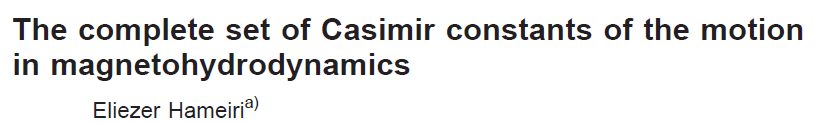 The complete set of Casimir constants of the motion
in magnetohydrodynamics
Eliezer Hameiri a)